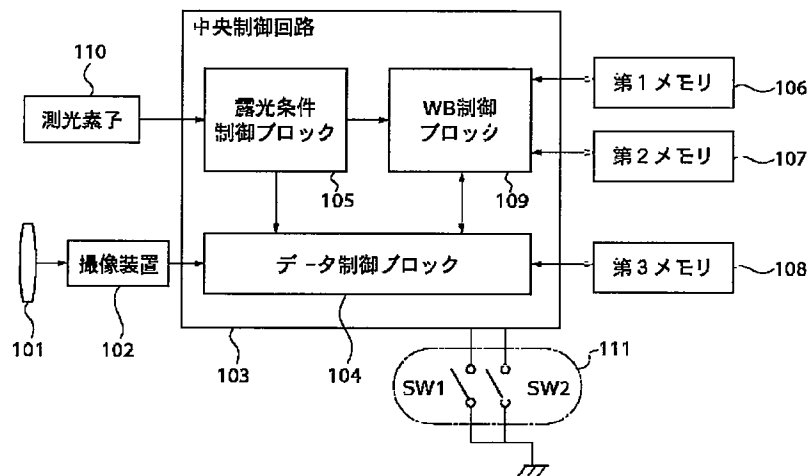 中央制御回路
110
測光素子
露光条件
制御ブロック
105
WB制御
ブロック
109
第1メモリ
106
第2メモリ
107
101
撮像装置
102
データ制御ブロック
104
103
第3メモリ
108
SW1
SW2
111